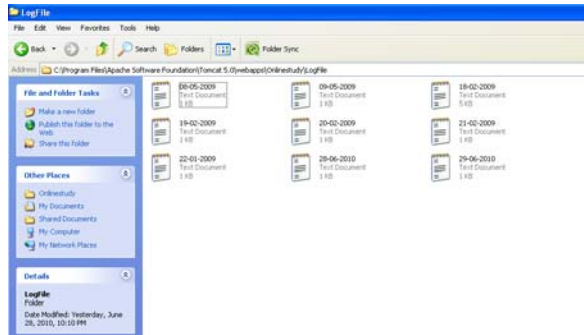 LogFile
File Edit View Favorites Tools Help
Back Search Folders Folder Sync
Address C:\Program Files\Apache Software Foundation\Tomcat 5.0\webapps\Onlinestudy\LogFile
File and Folder Tasks
Make a new folder
Publish this folder to the Web
Share this folder
Other Places
Onlinestudy
My Documents
Shared Documents
My Computer
My Network Places
Details
LogFile
Folder
Date Modified: Yesterday, June 28, 2010, 10:10 PM
08-05-2009
Text Document
1 KB
09-05-2009
Text Document
1 KB
18-02-2009
Text Document
5 KB
19-02-2009
Text Document
2 KB
20-02-2009
Text Document
1 KB
21-02-2009
Text Document
1 KB
22-01-2009
Text Document
1 KB
28-06-2010
Text Document
1 KB
29-06-2010
Text Document
1 KB